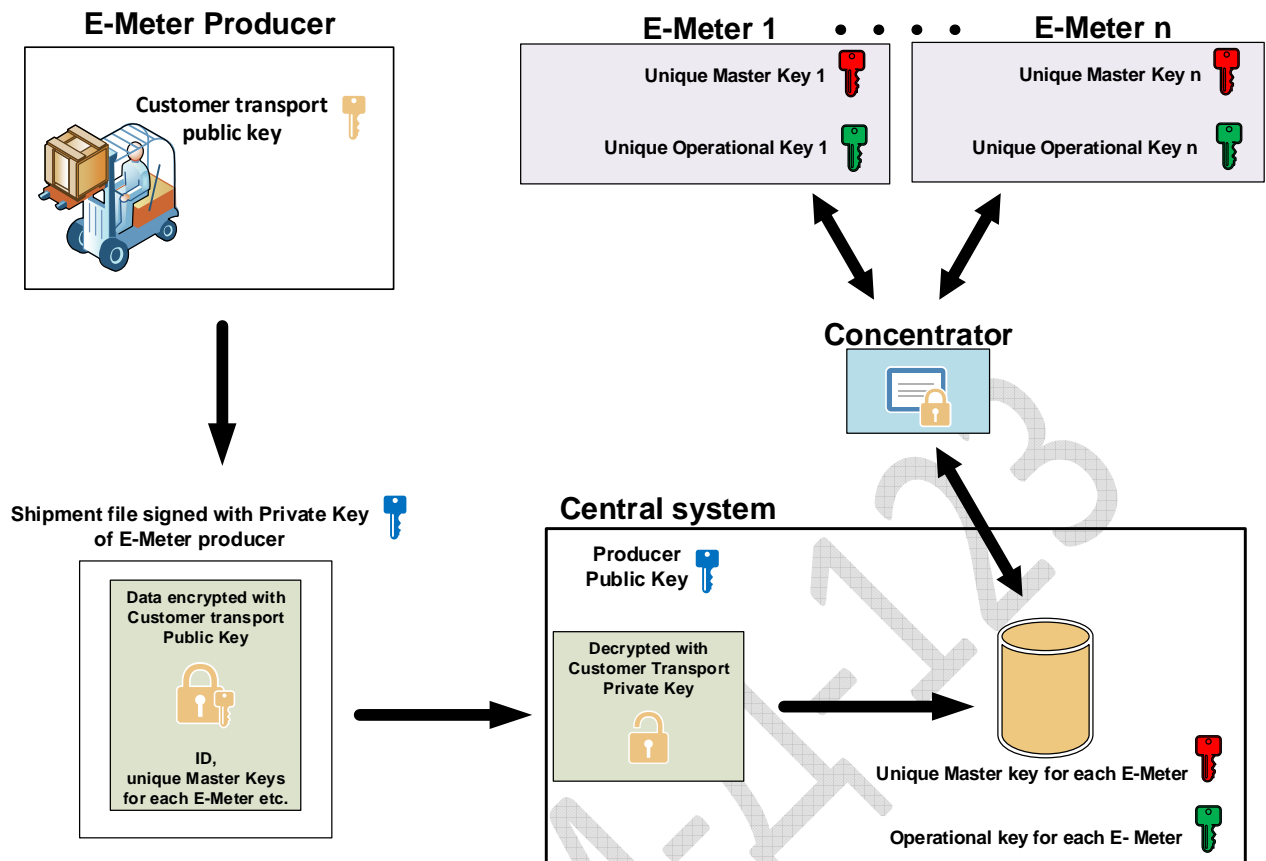 E-Meter Producer
Customer transport
public key
E-Meter 1
• • • •
E-Meter n
Unique Master Key 1
Unique Operational Key 1
Unique Master Key n
Unique Operational Key n
Concentrator
Shipment file signed with Private Key
of E-Meter producer
Data encrypted with
Customer transport
Public Key
ID,
unique Master Keys
for each E-Meter etc.
Central system
Producer
Public Key
Decrypted with
Customer Transport
Private Key
Unique Master key for each E-Meter
Operational key for each E- Meter